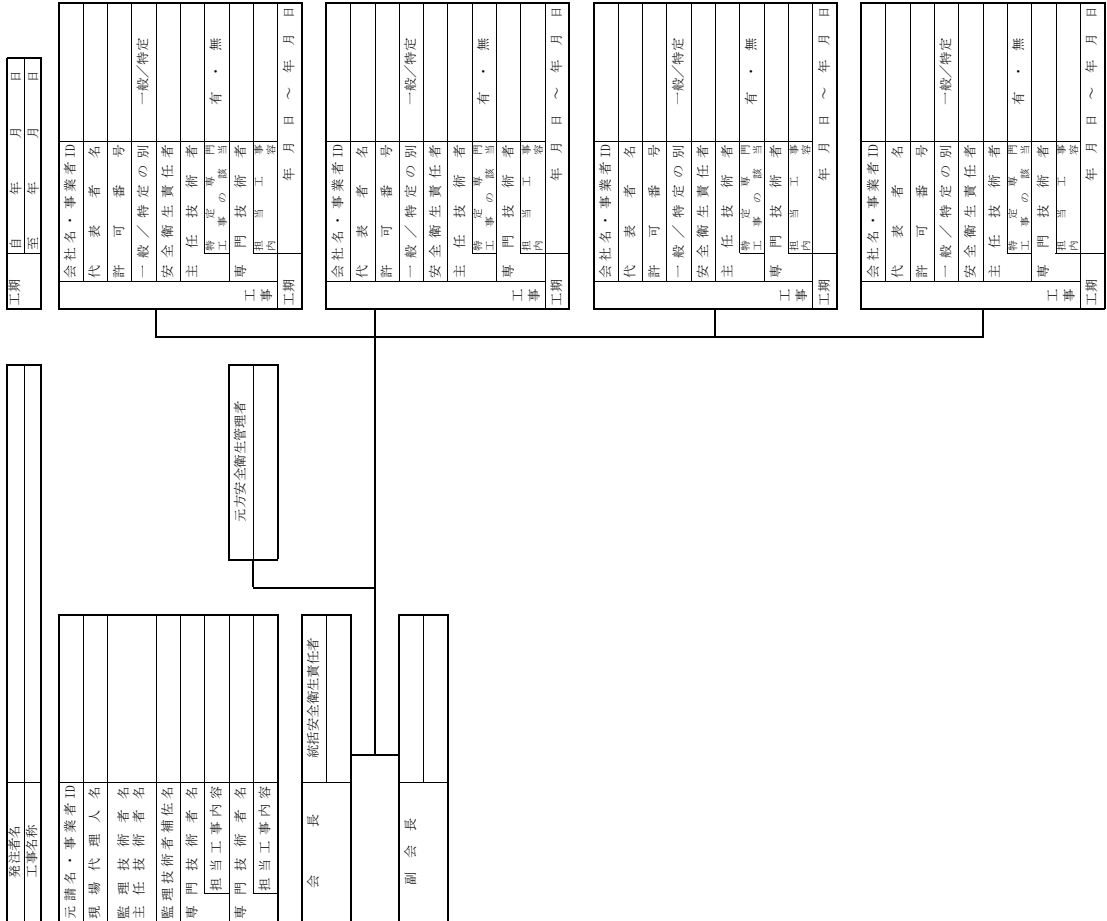 発注者名
工事名称
工期
自 年 月 日
至 年 月 日
元請名・事業者ID
現場代理人名
監理技術者名
主任技術者名
監理技術者補佐名
専門技術者名
担当工事内容
専門技術者名
担当工事内容
会長
統括安全衛生責任者
副会長
元方安全衛生管理者
工事
会社名・事業者ID
代表者名
許可番号
一般／特定の別 一般／特定
安全衛生責任者
主任技術者
特定専門
工事の該当 有・無
専門技術者
担当工事
内容
工期 年 月 日 ～ 年 月 日
工事
会社名・事業者ID
代表者名
許可番号
一般／特定の別 一般／特定
安全衛生責任者
主任技術者
特定専門
工事の該当 有・無
専門技術者
担当工事
内容
工期 年 月 日 ～ 年 月 日
工事
会社名・事業者ID
代表者名
許可番号
一般／特定の別 一般／特定
安全衛生責任者
主任技術者
特定専門
工事の該当 有・無
専門技術者
担当工事
内容
工期 年 月 日 ～ 年 月 日
工事
会社名・事業者ID
代表者名
許可番号
一般／特定の別 一般／特定
安全衛生責任者
主任技術者
特定専門
工事の該当 有・無
専門技術者
担当工事
内容
工期 年 月 日 ～ 年 月 日